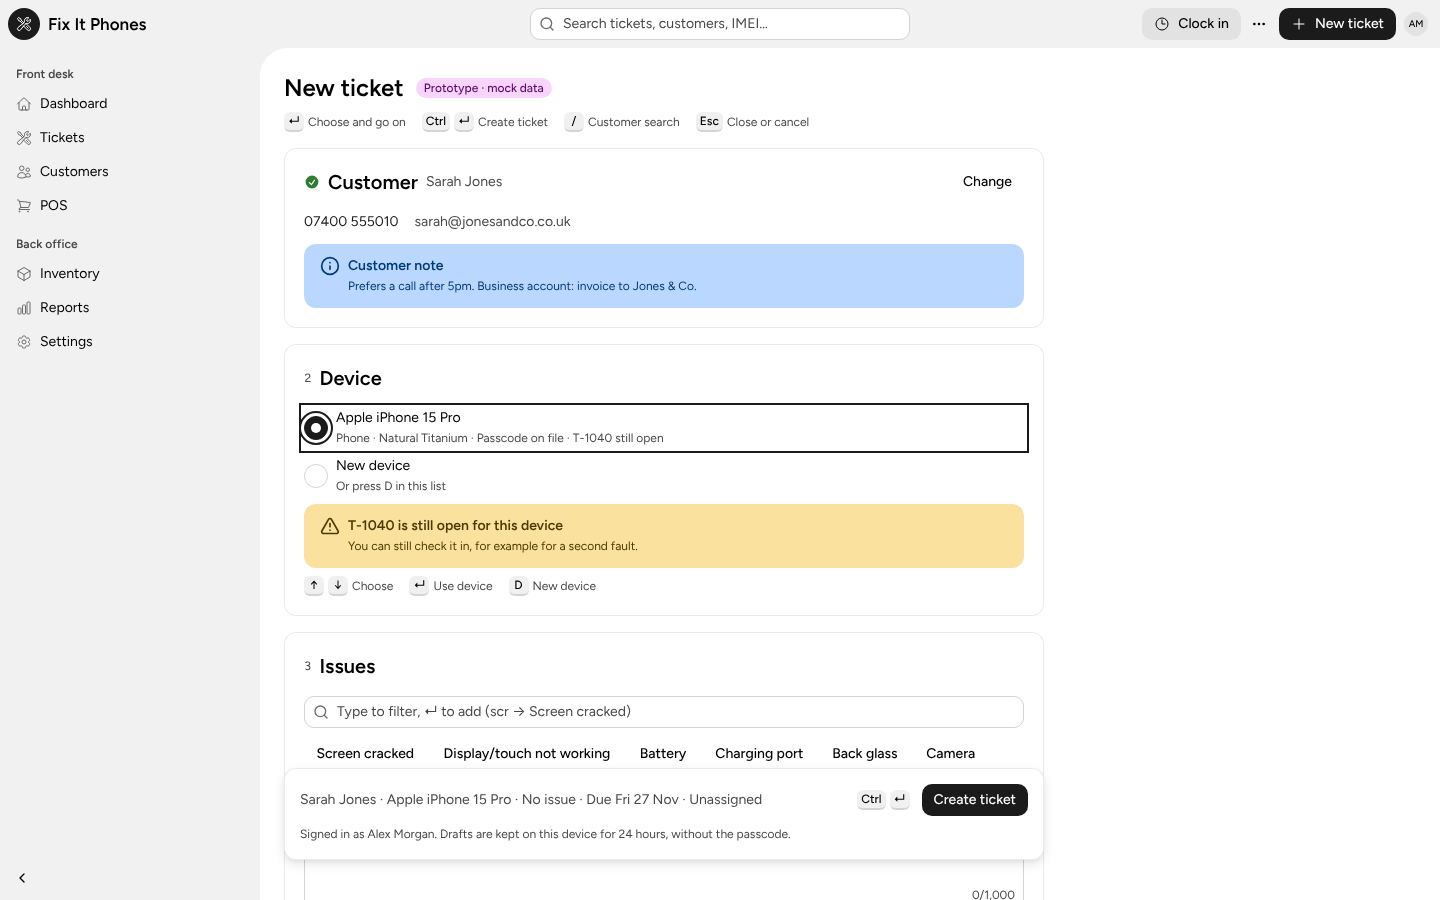 Fix It Phones
Search tickets, customers, IMEI...
Clock in
New ticket
AM
Front desk
Dashboard
Tickets
Customers
POS
Back office
Inventory
Reports
Settings
New ticket
Prototype · mock data
↵ Choose and go on
Ctrl ↵ Create ticket
/ Customer search
Esc Close or cancel
Customer Sarah Jones
Change
07400 555010 sarah@jonesandco.co.uk
Customer note
Prefers a call after 5pm. Business account: invoice to Jones & Co.
2 Device
Apple iPhone 15 Pro
Phone · Natural Titanium · Passcode on file · T-1040 still open
New device
Or press D in this list
T-1040 is still open for this device
You can still check it in, for example for a second fault.
↑ ↓ Choose ↵ Use device D New device
3 Issues
Type to filter, ↵ to add (scr → Screen cracked)
Screen cracked Display/touch not working Battery Charging port Back glass Camera
Sarah Jones · Apple iPhone 15 Pro · No issue · Due Fri 27 Nov · Unassigned
Ctrl ↵ Create ticket
Signed in as Alex Morgan. Drafts are kept on this device for 24 hours, without the passcode.
0/1,000